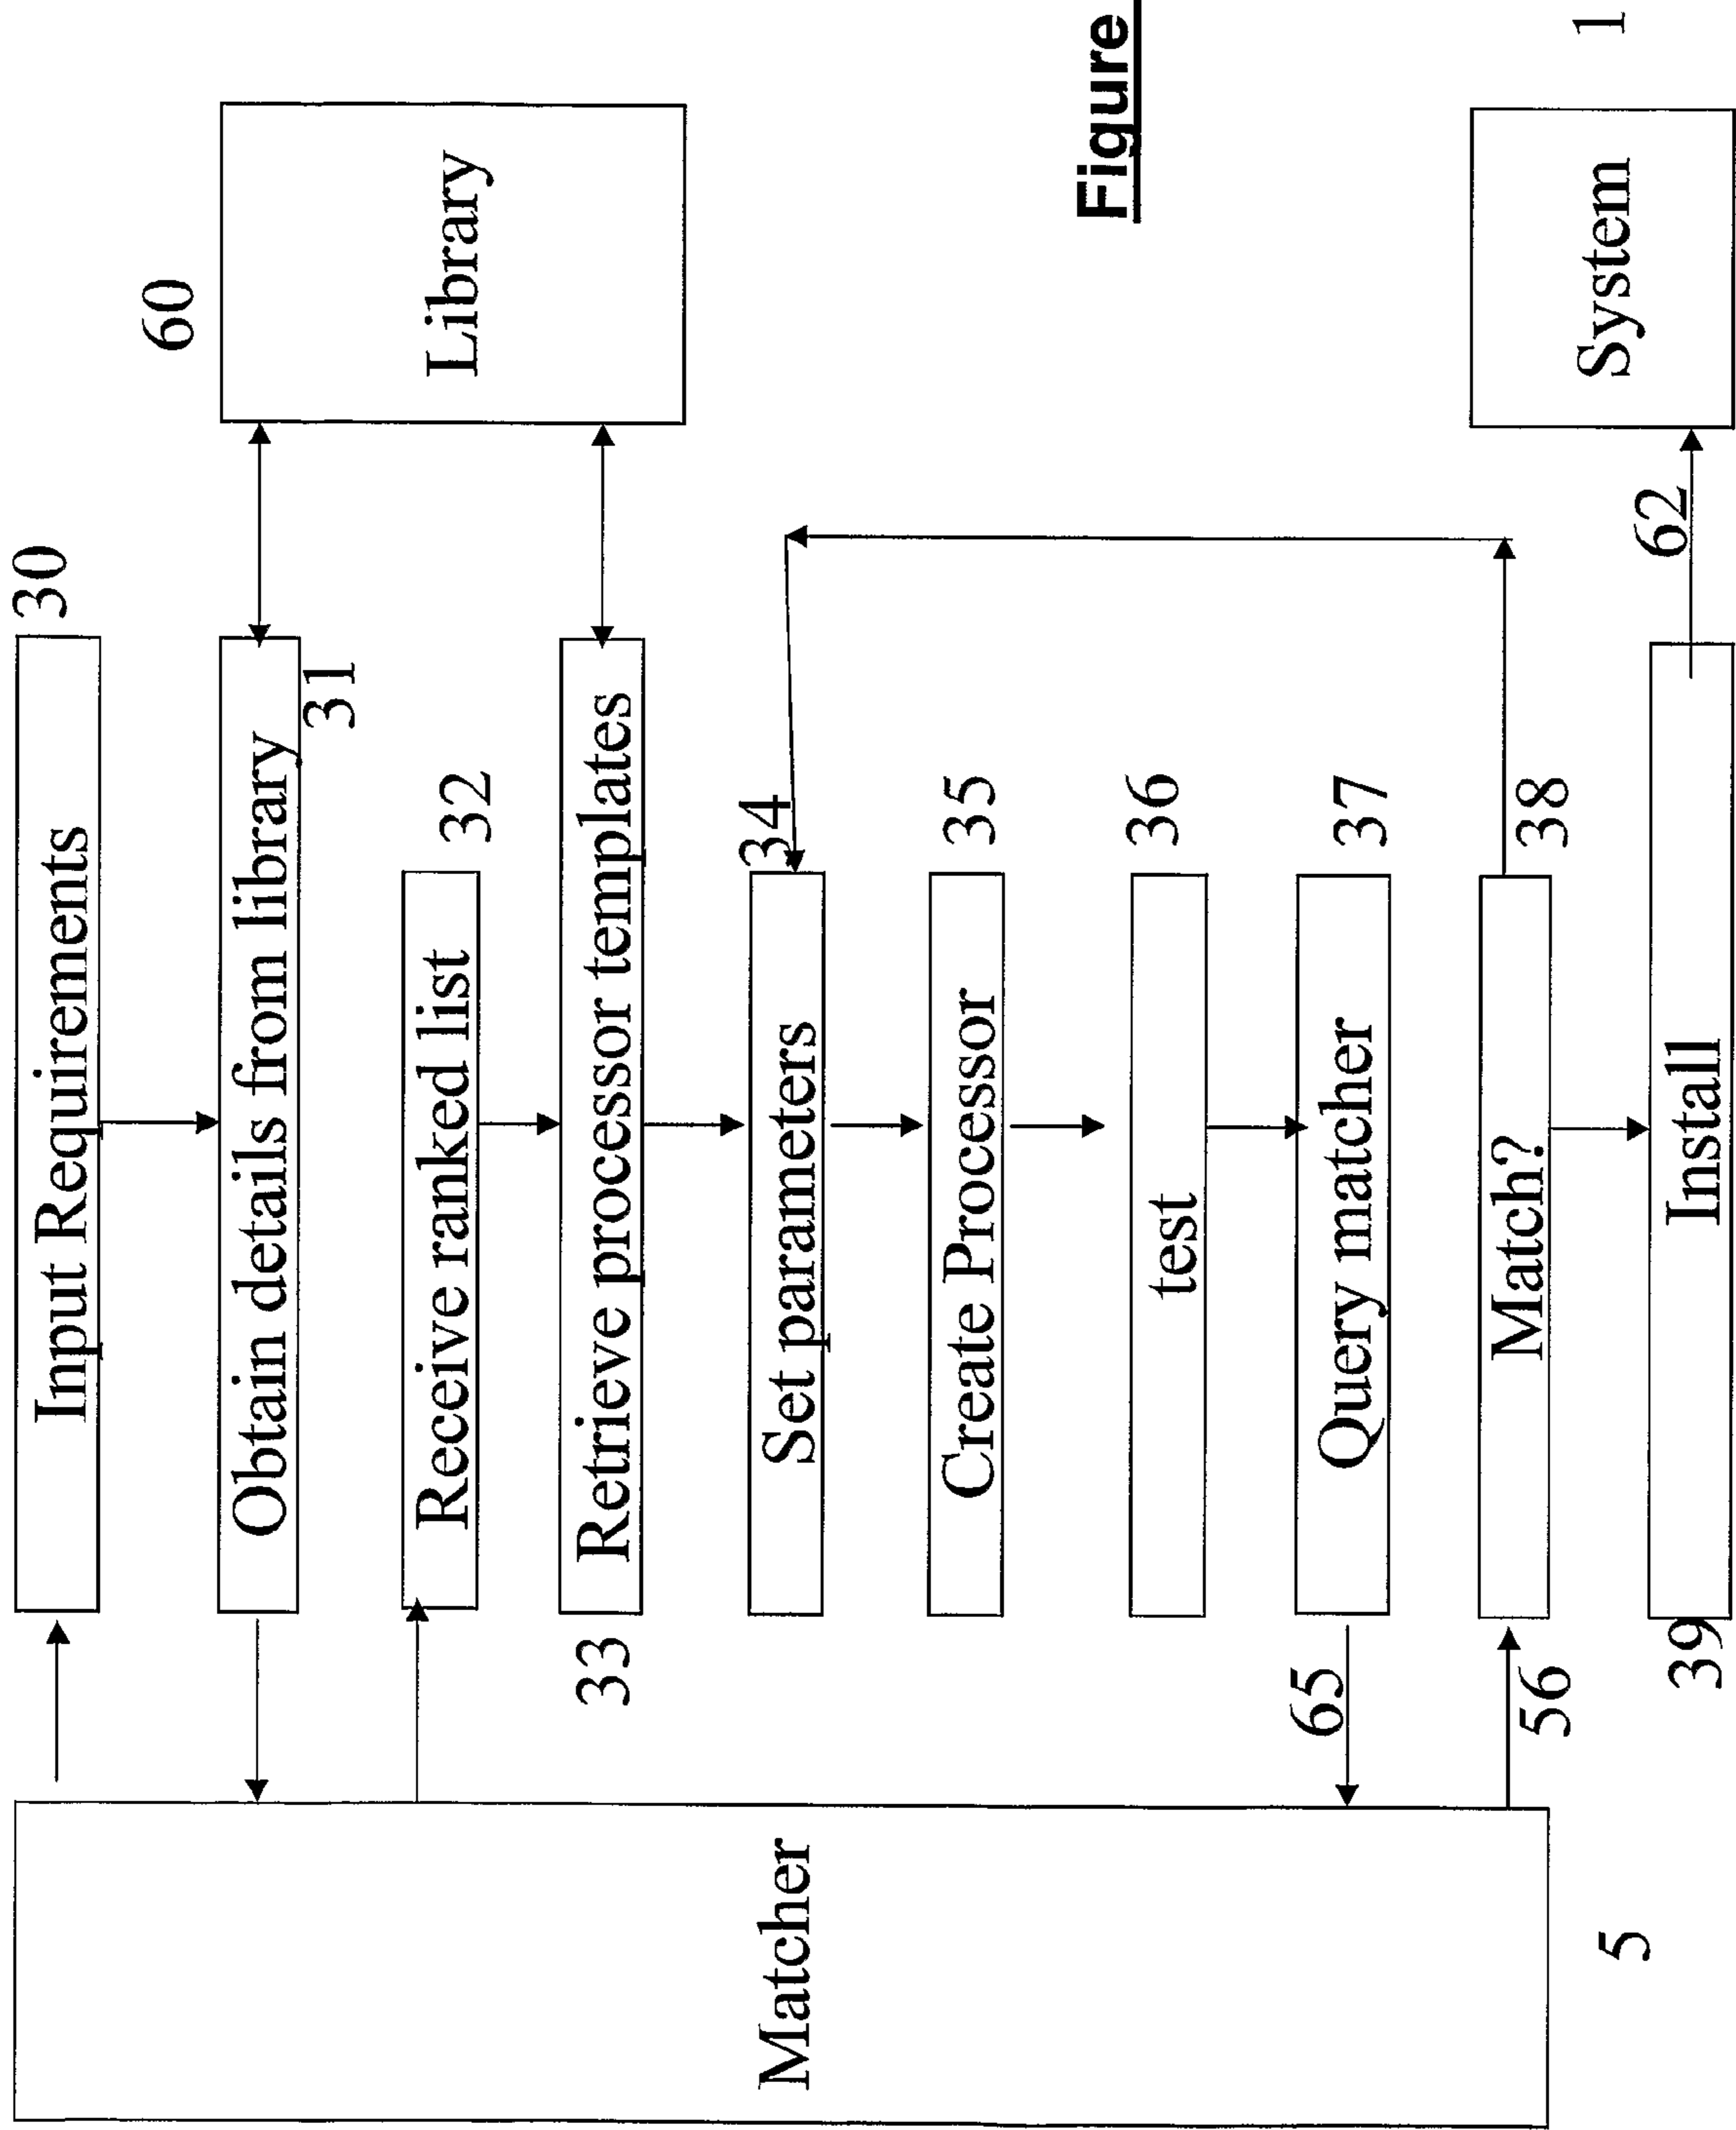 Input Requirements
30
Obtain details from library
31
60
Library
Receive ranked list
32
33
Retrieve processor templates
34
Set parameters
Create Processor
35
test
36
Query matcher
37
65
Match?
38
56
39
Install
62
System
1
Matcher
5
Figure